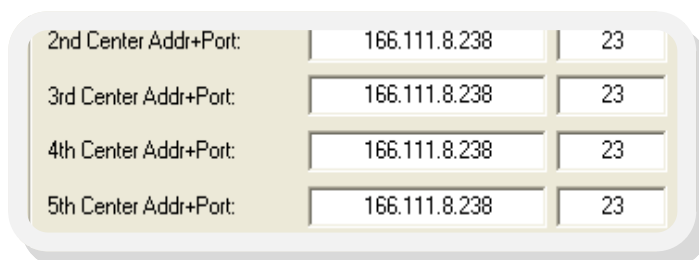 2nd Center Addr+Port: 166.111.8.238 23
3rd Center Addr+Port: 166.111.8.238 23
4th Center Addr+Port: 166.111.8.238 23
5th Center Addr+Port: 166.111.8.238 23